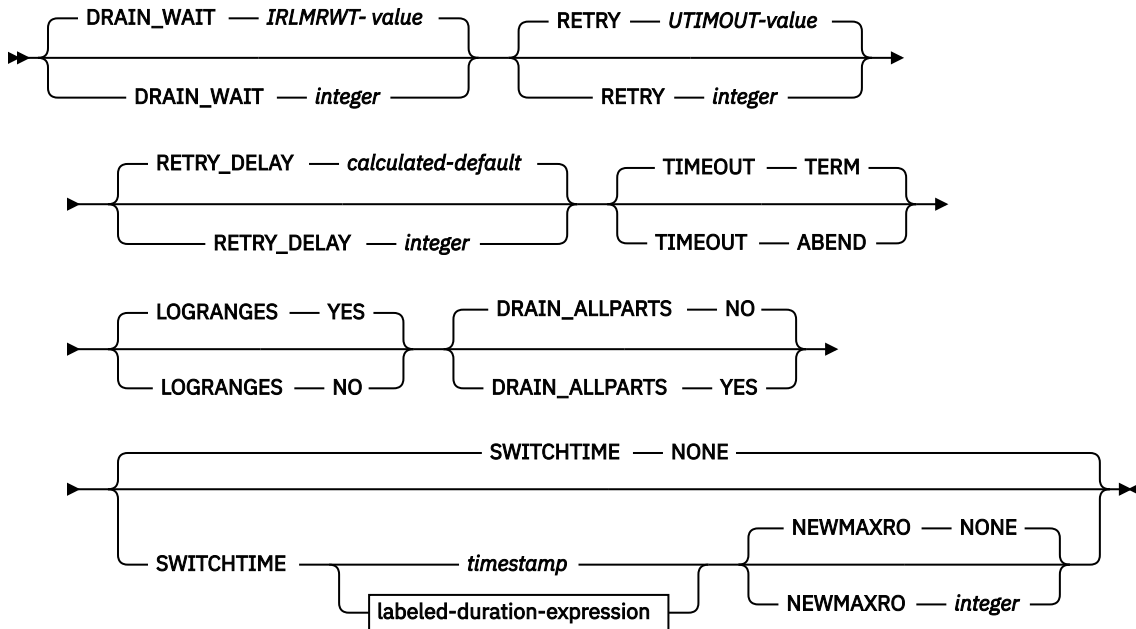 DRAIN_WAIT IRLMRWT- value RETRY UTIMOUT-value
DRAIN_WAIT integer RETRY integer
RETRY_DELAY calculated-default TIMEOUT TERM
RETRY_DELAY integer TIMEOUT ABEND
LOGRANGES YES DRAIN_ALLPARTS NO
LOGRANGES NO DRAIN_ALLPARTS YES
SWITCHTIME NONE
NEWMAXRO NONE
SWITCHTIME timestamp
labeled-duration-expression NEWMAXRO integer